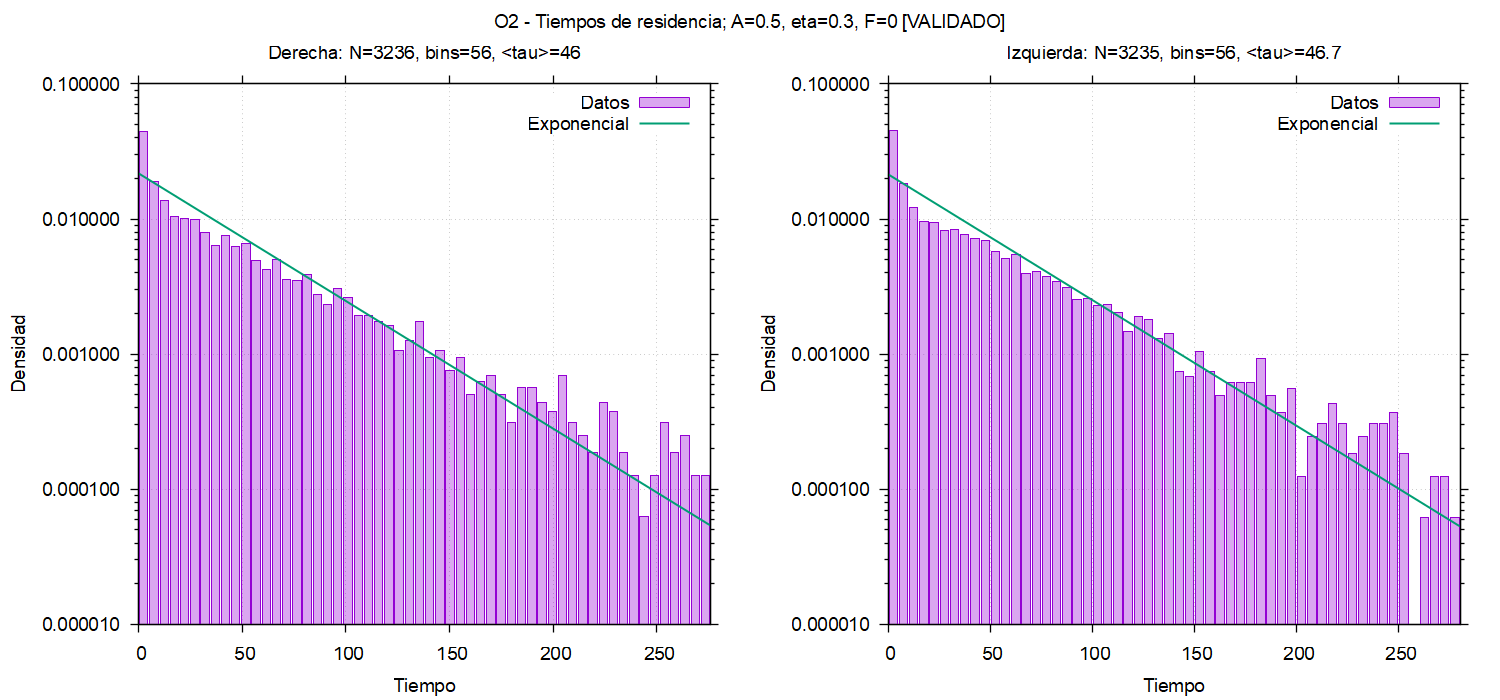 O2 - Tiempos de residencia; A=0.5, eta=0.3, F=0 [VALIDADO]
Derecha: N=3236, bins=56, <tau>=46
0.100000
0.010000
0.001000
0.000100
0.000010
Densidad
Datos
Exponencial
0 50 100 150 200 250
Tiempo
Izquierda: N=3235, bins=56, <tau>=46.7
0.100000
0.010000
0.001000
0.000100
0.000010
Densidad
Datos
Exponencial
0 50 100 150 200 250
Tiempo